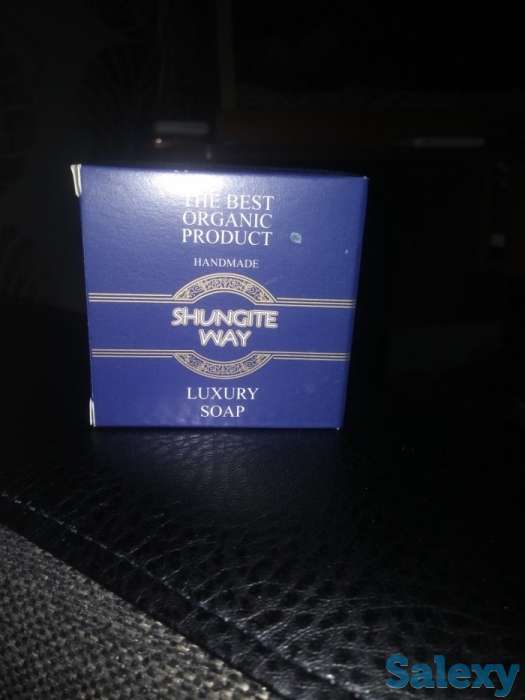 THE BEST
ORGANIC
PRODUCT
HANDMADE
SHUNGITE
WAY
LUXURY
SOAP
Salexy